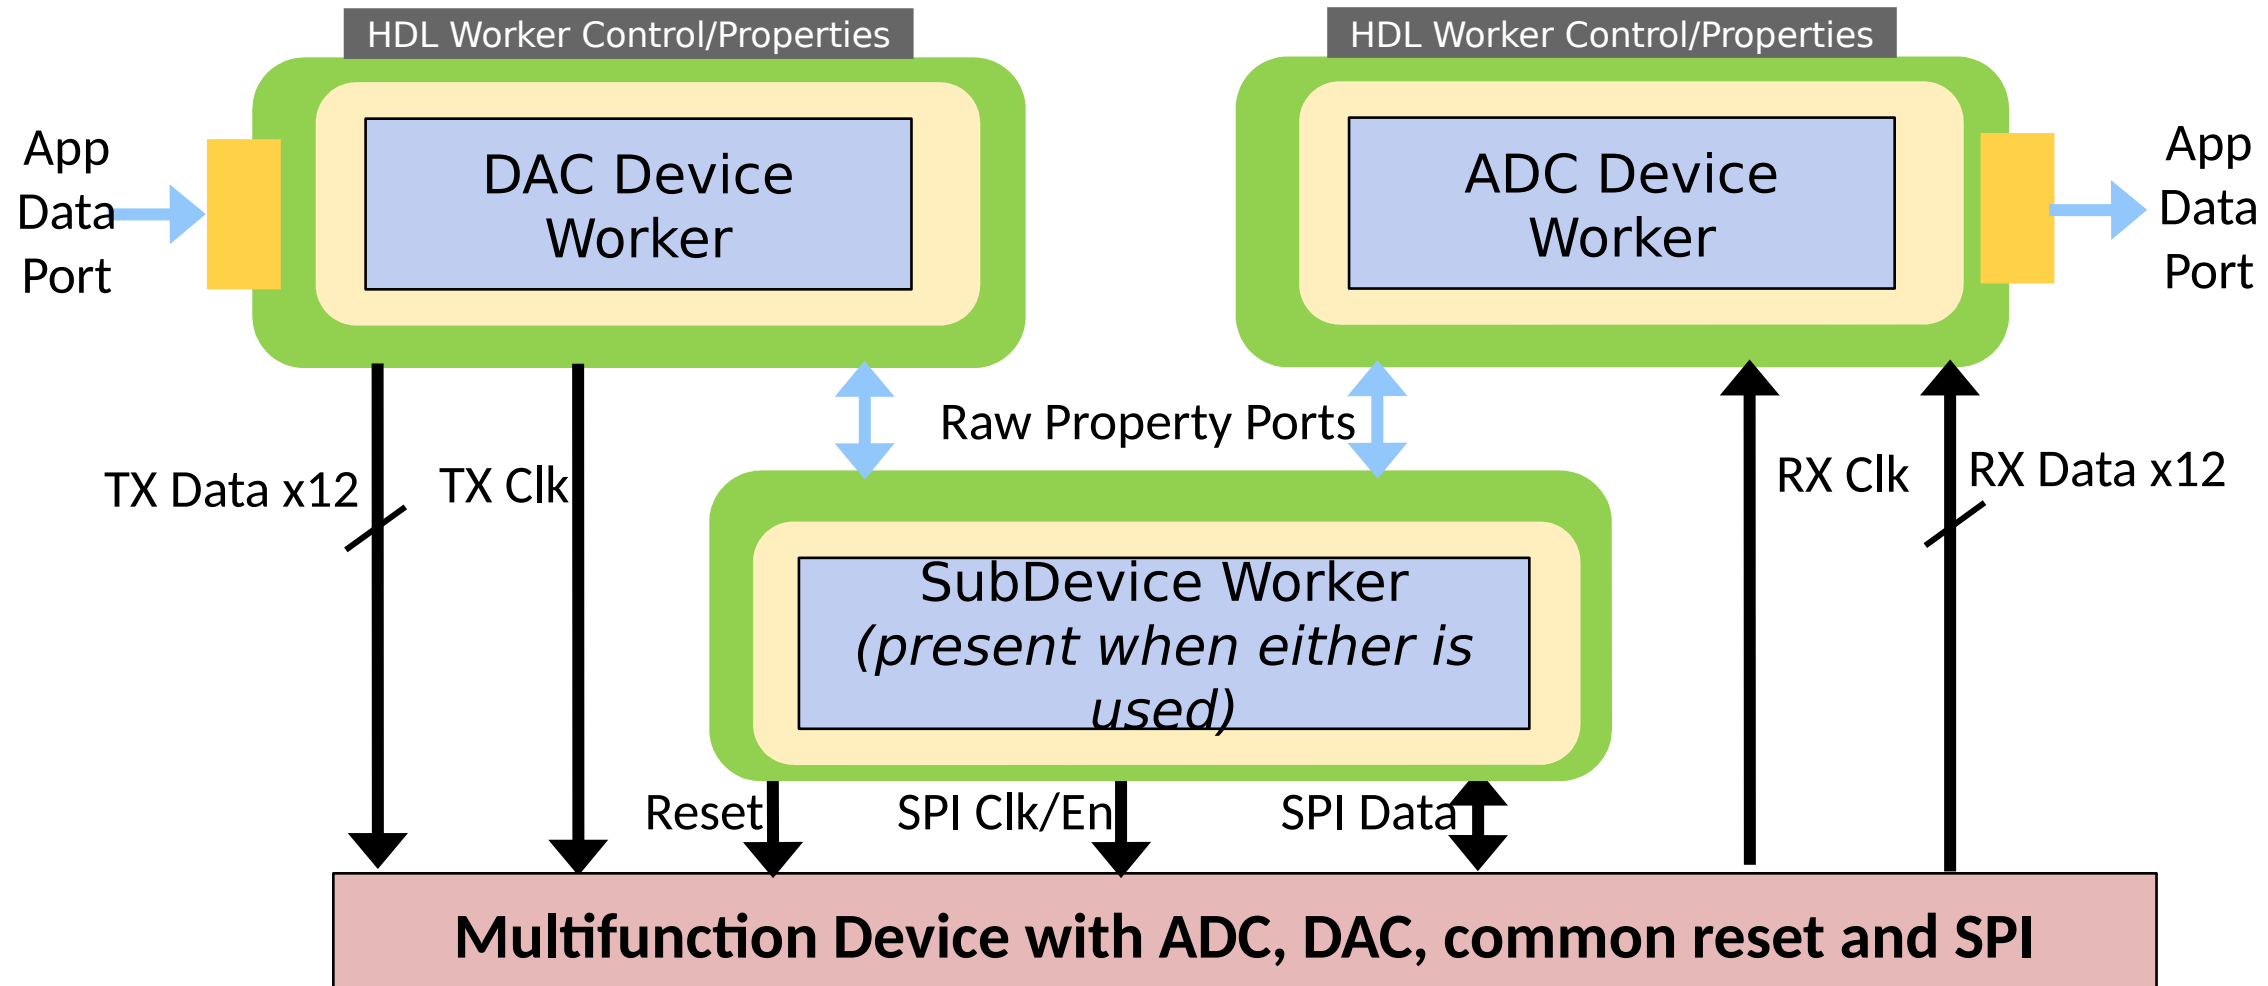 HDL Worker Control/Properties
HDL Worker Control/Properties
App
Data
Port
DAC Device
Worker
ADC Device
Worker
App
Data
Port
Raw Property Ports
TX Data x12
TX Clk
RX Clk
RX Data x12
SubDevice Worker
(present when either is
used)
Reset
SPI Clk/En
SPI Data
Multifunction Device with ADC, DAC, common reset and SPI